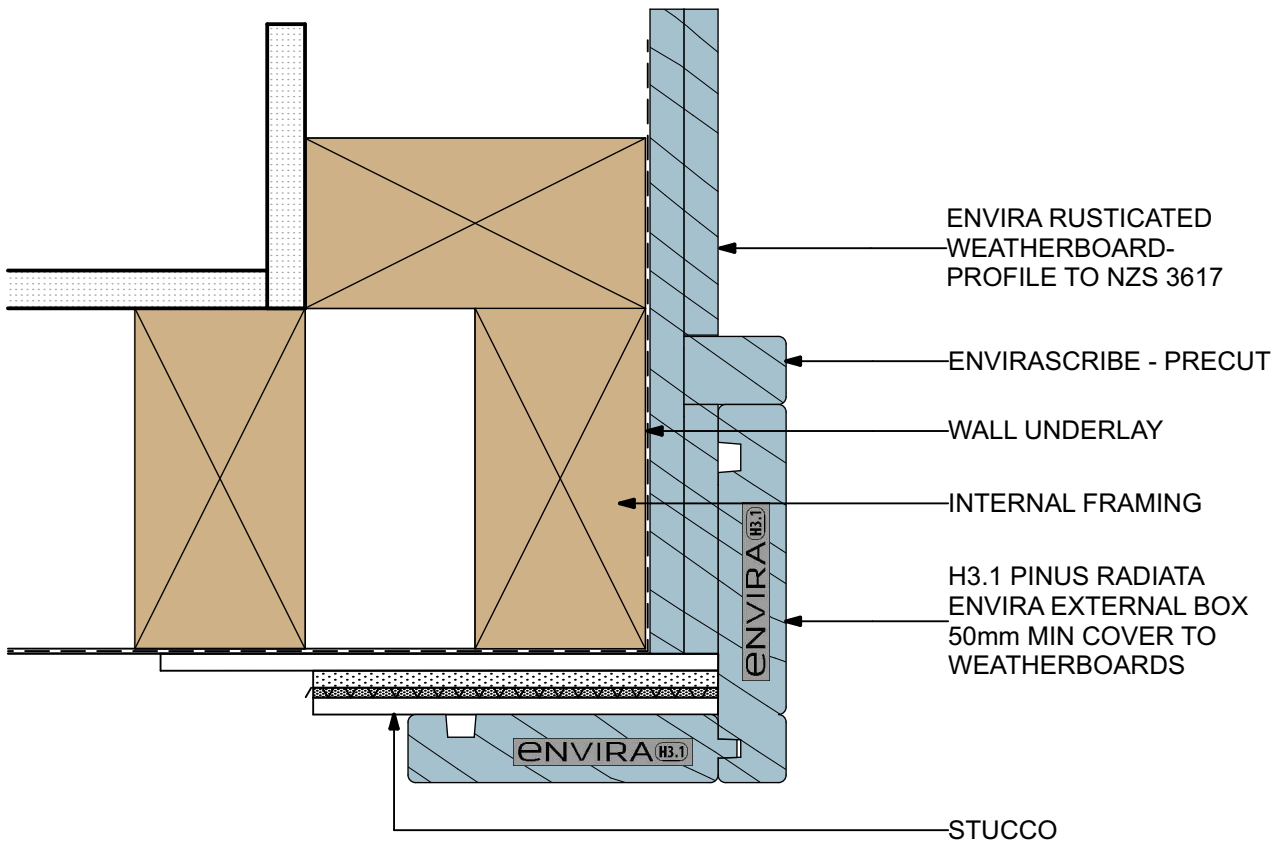 ENVIRA RUSTICATED
WEATHERBOARD-
PROFILE TO NZS 3617
ENVIRASCRIBE - PRECUT
WALL UNDERLAY
INTERNAL FRAMING
H3.1 PINUS RADIATA
ENVIRA EXTERNAL BOX
50mm MIN COVER TO
WEATHERBOARDS
eNVIRA H3.1
eNVIRA H3.1
STUCCO